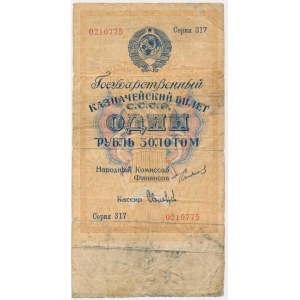 0210775 Серия 317
Государственный
КАЗНАЧЕЙСКИЙ БИЛЕТ
С.С.С.Р.
ОДИН
РУБЛЬ ЗОЛОТОМ
Народный Комиссар
Финансов
Кассир
Серия 317 0210775